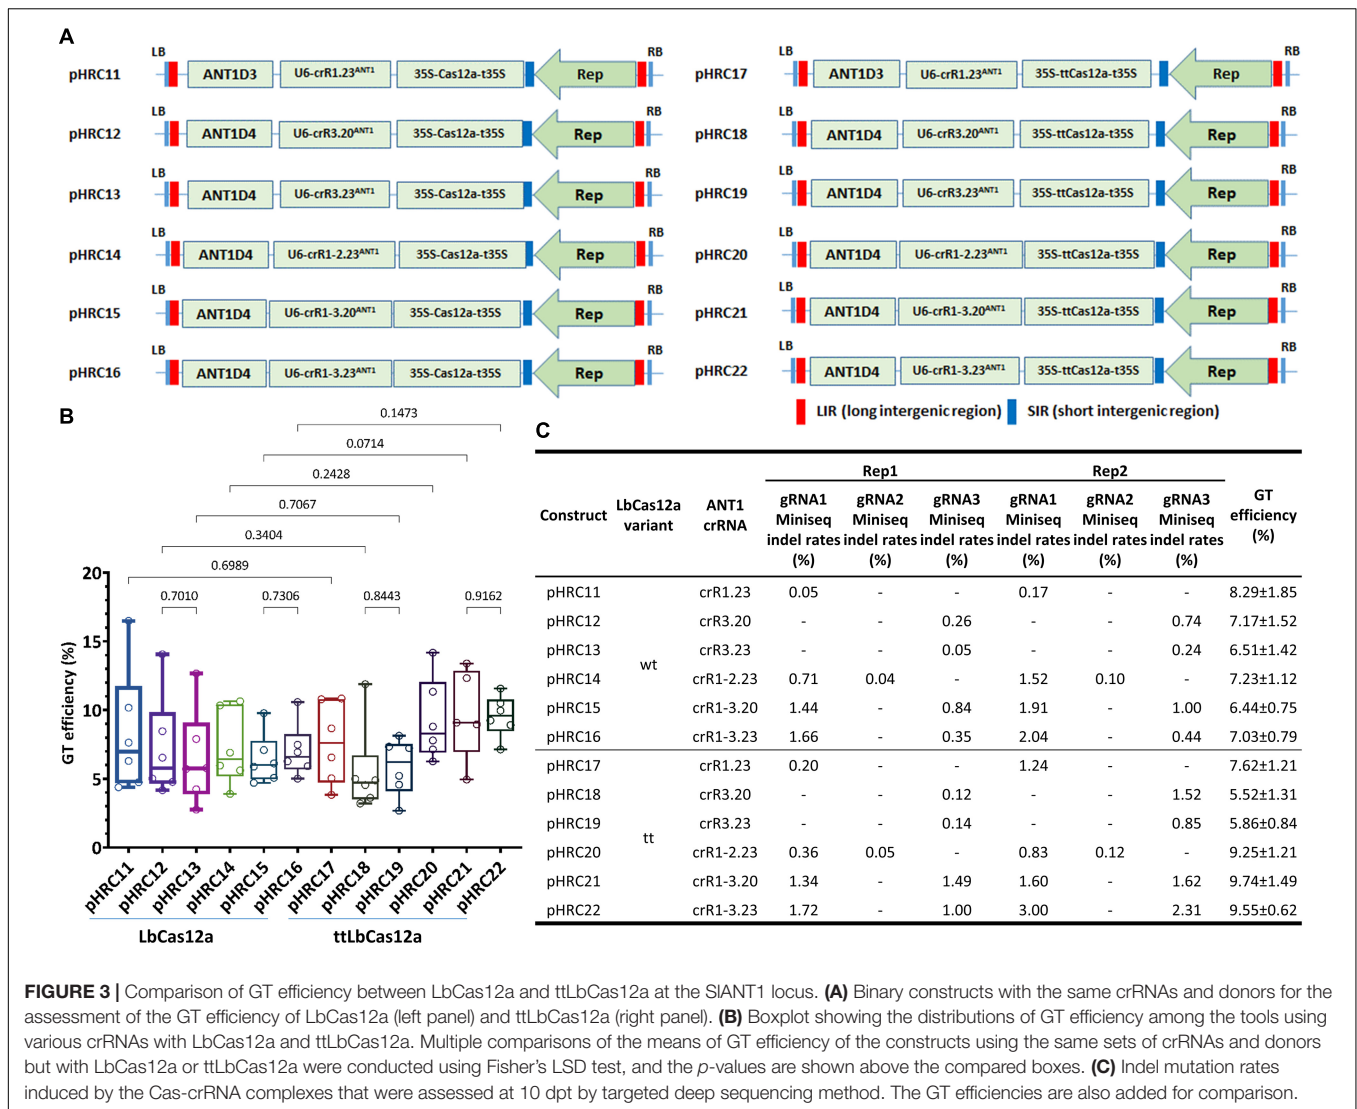 A
LB RB
pHRC11 ANT1D3 U6-crR1.23ANT1 35S-Cas12a-t35S Rep
LB RB
pHRC12 ANT1D4 U6-crR3.20ANT1 35S-Cas12a-t35S Rep
LB RB
pHRC13 ANT1D4 U6-crR3.23ANT1 35S-Cas12a-t35S Rep
LB RB
pHRC14 ANT1D4 U6-crR1-2.23ANT1 35S-Cas12a-t35S Rep
LB RB
pHRC15 ANT1D4 U6-crR1-3.20ANT1 35S-Cas12a-t35S Rep
LB RB
pHRC16 ANT1D4 U6-crR1-3.23ANT1 35S-Cas12a-t35S Rep
LB RB
pHRC17 ANT1D3 U6-crR1.23ANT1 35S-ttCas12a-t35S Rep
LB RB
pHRC18 ANT1D4 U6-crR3.20ANT1 35S-ttCas12a-t35S Rep
LB RB
pHRC19 ANT1D4 U6-crR3.23ANT1 35S-ttCas12a-t35S Rep
LB RB
pHRC20 ANT1D4 U6-crR1-2.23ANT1 35S-ttCas12a-t35S Rep
LB RB
pHRC21 ANT1D4 U6-crR1-3.20ANT1 35S-ttCas12a-t35S Rep
LB RB
pHRC22 ANT1D4 U6-crR1-3.23ANT1 35S-ttCas12a-t35S Rep
LIR (long intergenic region) SIR (short intergenic region)
B
0.1473
0.0714
0.2428
0.7067
0.3404
0.6989
0.7010 0.7306 0.8443 0.9162
GT efficiency (%)
20
15
10
5
0
pHRC11 pHRC12 pHRC13 pHRC14 pHRC15 pHRC16 pHRC17 pHRC18 pHRC19 pHRC20 pHRC21 pHRC22
LbCas12a ttLbCas12a
C
Rep1 Rep2
Construct LbCas12a variant ANT1 crRNA gRNA1 Miniseq indel rates (%) gRNA2 Miniseq indel rates (%) gRNA3 Miniseq indel rates (%) gRNA1 Miniseq indel rates (%) gRNA2 Miniseq indel rates (%) gRNA3 Miniseq indel rates (%) GT efficiency (%)
pHRC11 crR1.23 0.05 - - 0.17 - - 8.29±1.85
pHRC12 crR3.20 - - 0.26 - - 0.74 7.17±1.52
pHRC13 crR3.23 - - 0.05 - - 0.24 6.51±1.42
wt
pHRC14 crR1-2.23 0.71 0.04 - 1.52 0.10 - 7.23±1.12
pHRC15 crR1-3.20 1.44 - 0.84 1.91 - 1.00 6.44±0.75
pHRC16 crR1-3.23 1.66 - 0.35 2.04 - 0.44 7.03±0.79
pHRC17 crR1.23 0.20 - - 1.24 - - 7.62±1.21
pHRC18 crR3.20 - - 0.12 - - 1.52 5.52±1.31
pHRC19 crR3.23 - - 0.14 - - 0.85 5.86±0.84
tt
pHRC20 crR1-2.23 0.36 0.05 - 0.83 0.12 - 9.25±1.21
pHRC21 crR1-3.20 1.34 - 1.49 1.60 - 1.62 9.74±1.49
pHRC22 crR1-3.23 1.72 - 1.00 3.00 - 2.31 9.55±0.62
FIGURE 3 | Comparison of GT efficiency between LbCas12a and ttLbCas12a at the SlANT1 locus. (A) Binary constructs with the same crRNAs and donors for the
assessment of the GT efficiency of LbCas12a (left panel) and ttLbCas12a (right panel). (B) Boxplot showing the distributions of GT efficiency among the tools using
various crRNAs with LbCas12a and ttLbCas12a. Multiple comparisons of the means of GT efficiency of the constructs using the same sets of crRNAs and donors
but with LbCas12a or ttLbCas12a were conducted using Fisher's LSD test, and the p-values are shown above the compared boxes. (C) Indel mutation rates
induced by the Cas-crRNA complexes that were assessed at 10 dpt by targeted deep sequencing method. The GT efficiencies are also added for comparison.